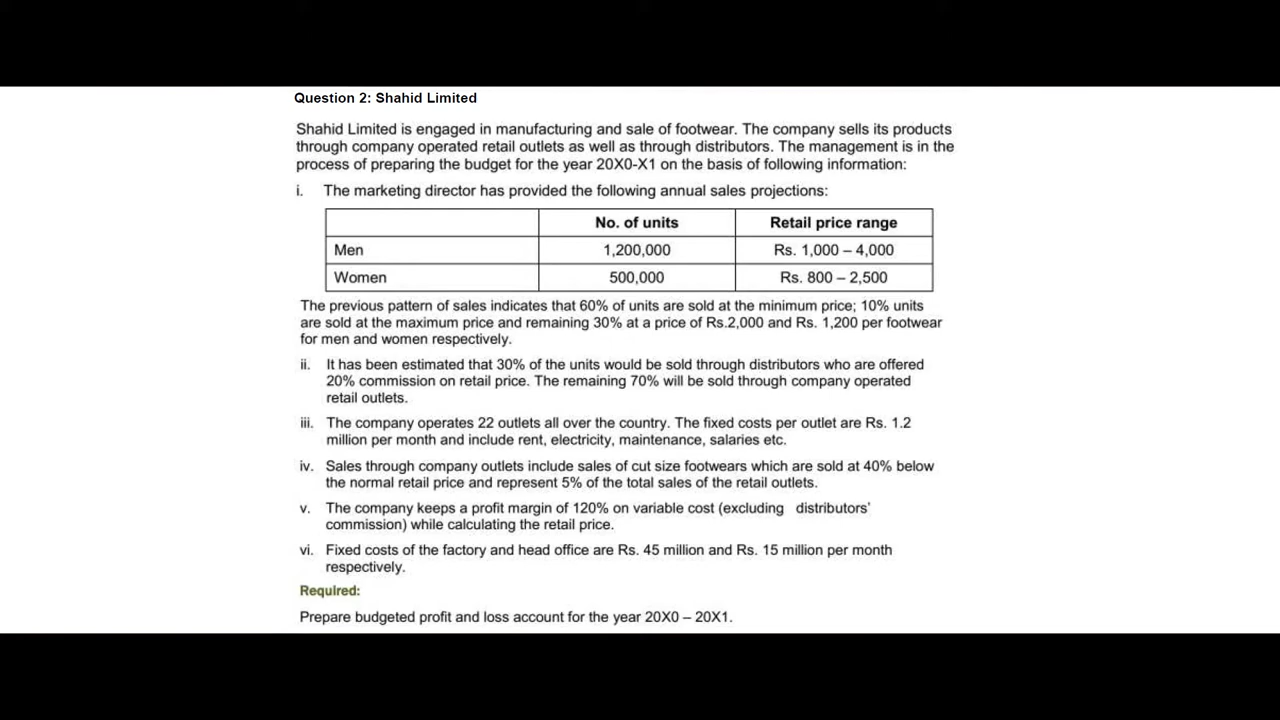 Question 2: Shahid Limited
Shahid Limited is engaged in manufacturing and sale of footwear. The company sells its products
through company operated retail outlets as well as through distributors. The management is in the
process of preparing the budget for the year 20X0-X1 on the basis of following information:
i. The marketing director has provided the following annual sales projections:
No. of units Retail price range
Men 1,200,000 Rs. 1,000 – 4,000
Women 500,000 Rs. 800 – 2,500
The previous pattern of sales indicates that 60% of units are sold at the minimum price; 10% units
are sold at the maximum price and remaining 30% at a price of Rs.2,000 and Rs. 1,200 per footwear
for men and women respectively.
ii. It has been estimated that 30% of the units would be sold through distributors who are offered
20% commission on retail price. The remaining 70% will be sold through company operated
retail outlets.
iii. The company operates 22 outlets all over the country. The fixed costs per outlet are Rs. 1.2
million per month and include rent, electricity, maintenance, salaries etc.
iv. Sales through company outlets include sales of cut size footwears which are sold at 40% below
the normal retail price and represent 5% of the total sales of the retail outlets.
v. The company keeps a profit margin of 120% on variable cost (excluding distributors'
commission) while calculating the retail price.
vi. Fixed costs of the factory and head office are Rs. 45 million and Rs. 15 million per month
respectively.
Required:
Prepare budgeted profit and loss account for the year 20X0 – 20X1.